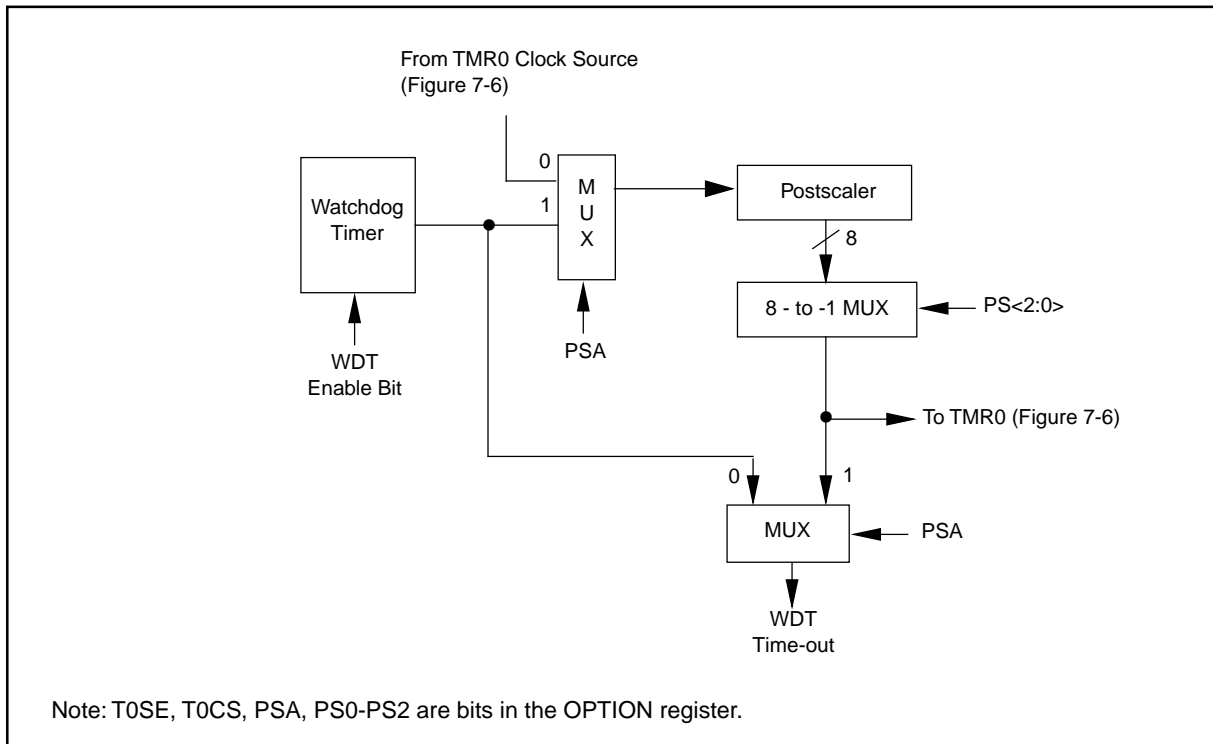 From TMR0 Clock Source
(Figure 7-6)
0
1
M
U
X
Watchdog
Timer
Postscaler
8
8 - to -1 MUX
PS<2:0>
PSA
WDT
Enable Bit
To TMR0 (Figure 7-6)
0
1
MUX
PSA
WDT
Time-out
Note: T0SE, T0CS, PSA, PS0-PS2 are bits in the OPTION register.